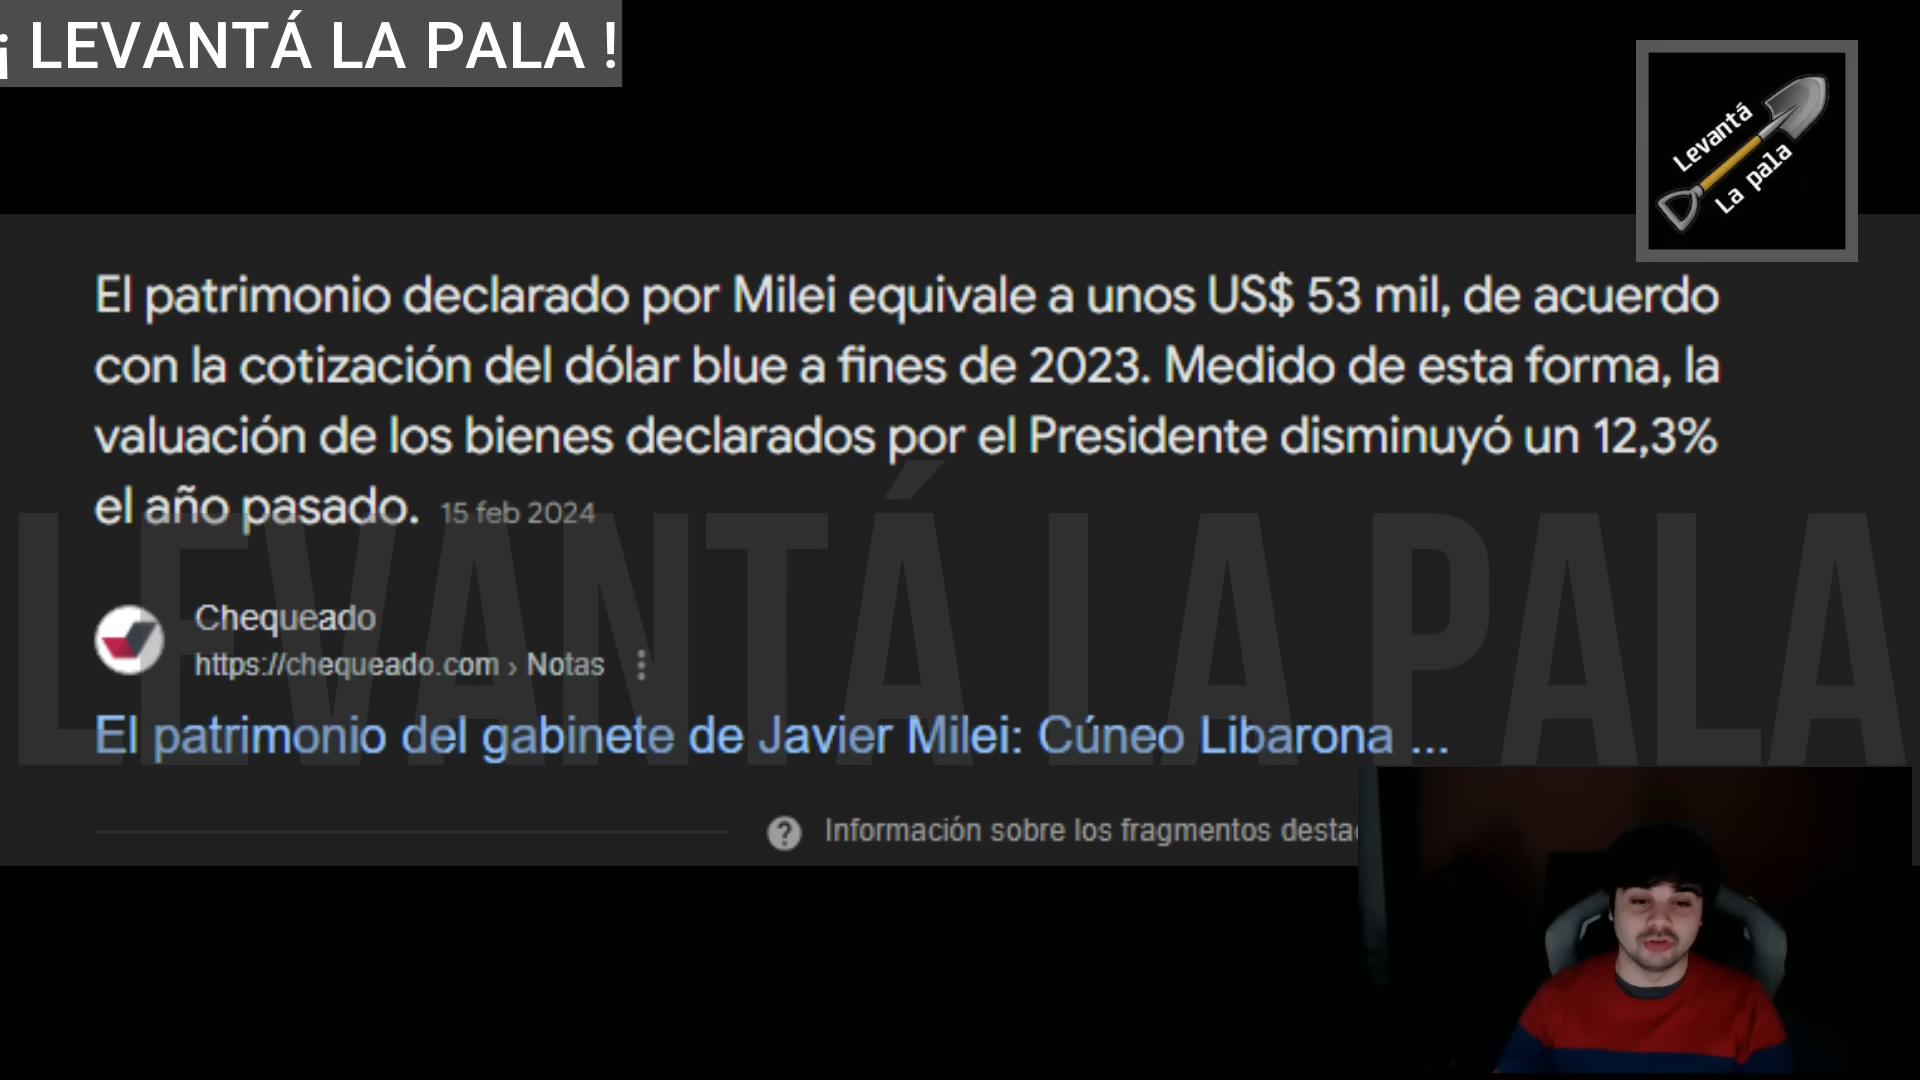 ¡ LEVANTÁ LA PALA !
Levantá
La pala
El patrimonio declarado por Milei equivale a unos US$ 53 mil, de acuerdo
con la cotización del dólar blue a fines de 2023. Medido de esta forma, la
valuación de los bienes declarados por el Presidente disminuyó un 12,3%
el año pasado. 15 feb 2024
LEVANTÁ LA PALA
Chequeado
https://chequeado.com › Notas
El patrimonio del gabinete de Javier Milei: Cúneo Libarona ...
Información sobre los fragmentos